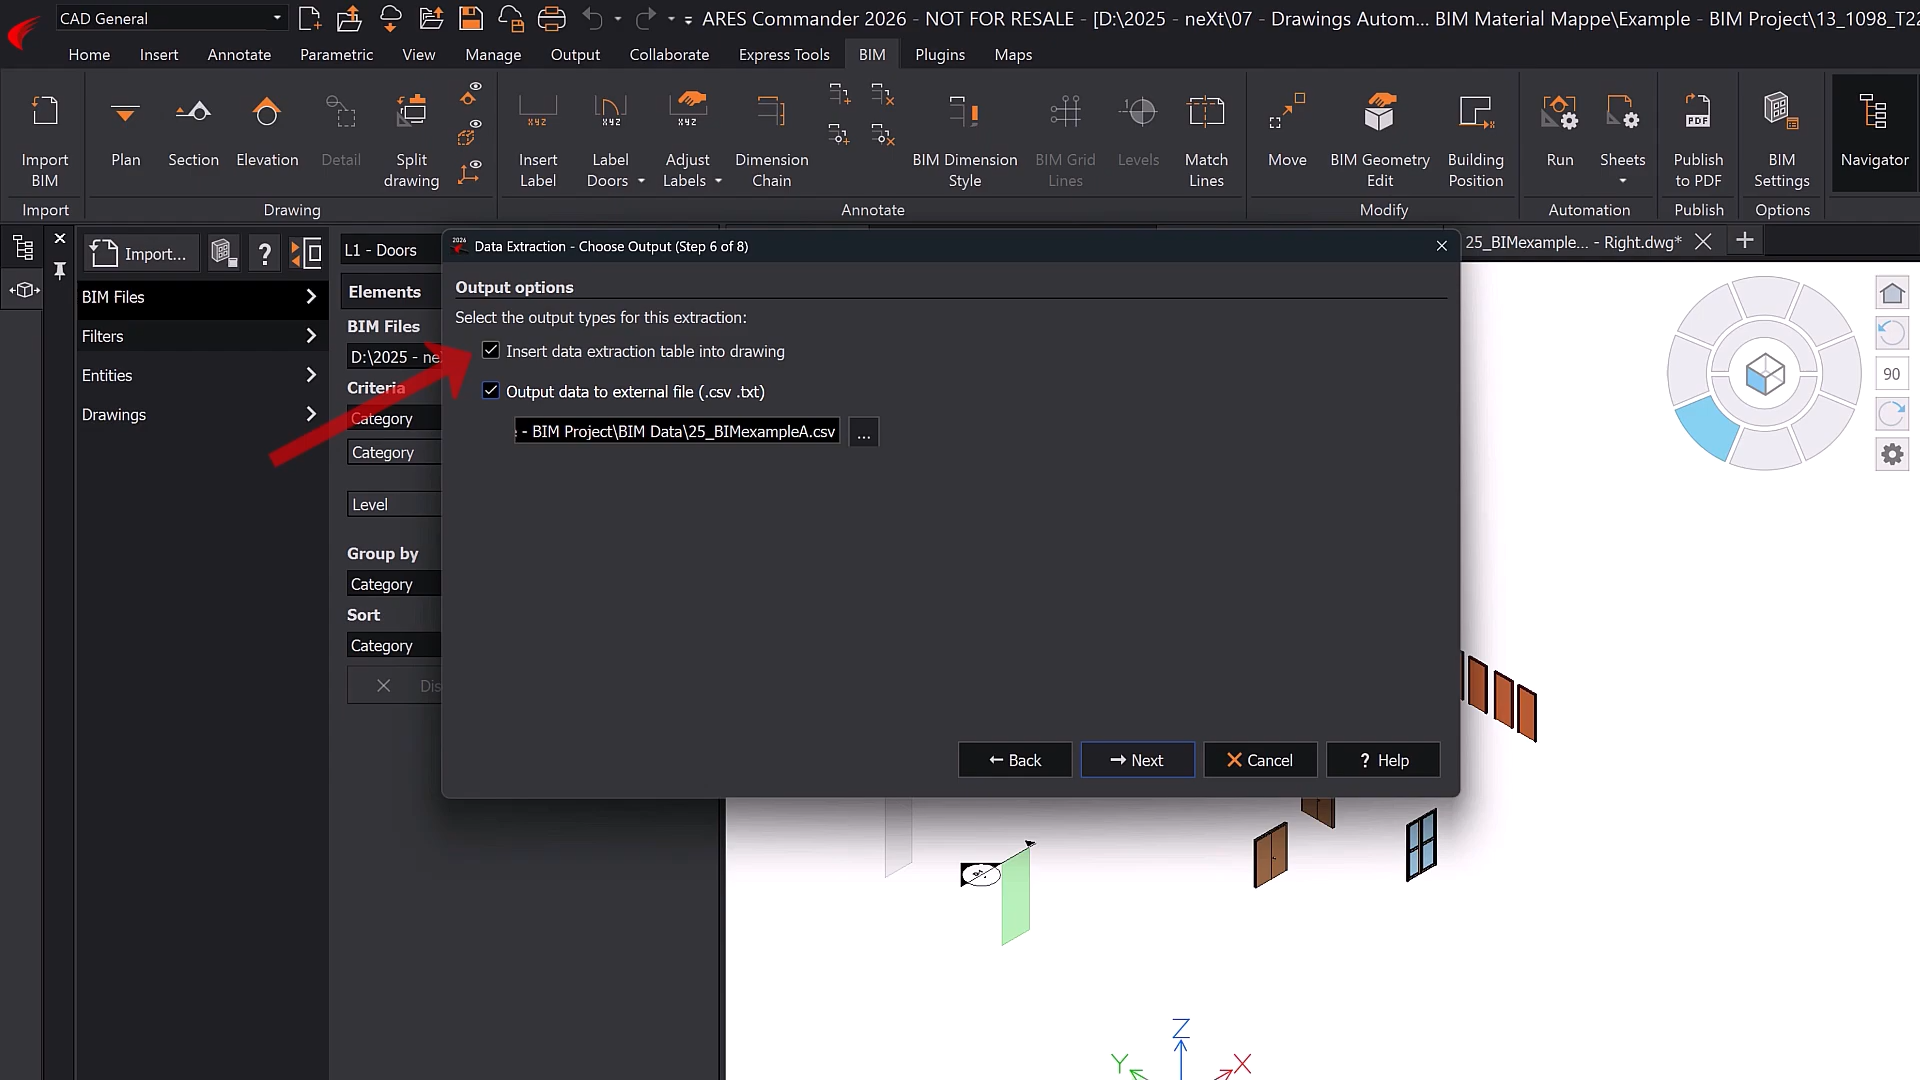 CAD General
ARES Commander 2026 - NOT FOR RESALE - [D:\2025 - neXt\07 - Drawings Autom... BIM Material Mappe\Example - BIM Project\13_1098_T22
Home Insert Annotate Parametric View Manage Output Collaborate Express Tools BIM Plugins Maps
Import BIM
Plan
Section
Elevation
Detail
Split drawing
Insert Label
Label Doors
Adjust Labels
Dimension Chain
BIM Dimension Style
BIM Grid Lines
Levels
Match Lines
Move
BIM Geometry Edit
Building Position
Run
Sheets
PDF
Publish to PDF
BIM Settings
Navigator
Import Drawing Annotate Modify Automation Publish Options
Import...
?
L1 - Doors
BIM Files
Filters
Entities
Drawings
Elements
BIM Files
D:\2025 - ne
Criteria
Category
Category
Level
Group by
Category
Sort
Category
Dis
25_BIMexample... - Right.dwg*
2026
Data Extraction - Choose Output (Step 6 of 8)
Output options
Select the output types for this extraction:
Insert data extraction table into drawing
Output data to external file (.csv .txt)
- BIM Project\BIM Data\25_BIMexampleA.csv
...
Back
Next
Cancel
? Help
90
Z
Y
X